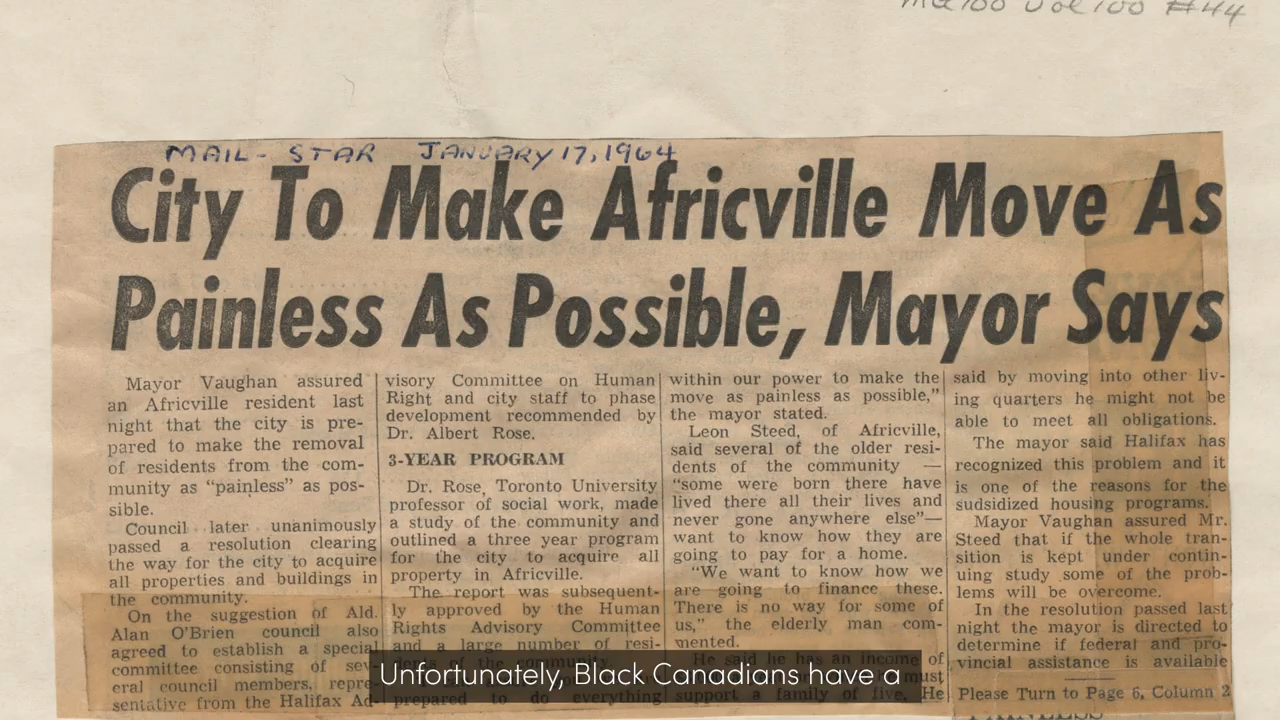 MG100 Vol 100 #44
MAIL-STAR JANUARY 17, 1964
City To Make Africville Move As
Painless As Possible, Mayor Says
Mayor Vaughan assured
an Africville resident last
night that the city is pre-
pared to make the removal
of residents from the com-
munity as "painless" as pos-
sible.
Council later unanimously
passed a resolution clearing
the way for the city to acquire
all properties and buildings in
the community.
On the suggestion of Ald.
Alan O'Brien council also
agreed to establish a special
committee consisting of sev-
eral council members, repre-
sentative from the Halifax Ad-
visory Committee on Human
Right and city staff to phase
development recommended by
Dr. Albert Rose.
3-YEAR PROGRAM
Dr. Rose, Toronto University
professor of social work, made
a study of the community and
outlined a three year program
for the city to acquire all
property in Africville.
The report was subsequent-
ly approved by the Human
Rights Advisory Committee
and a large number of resi-
dents of the community.
prepared to do everything
within our power to make the
move as painless as possible,"
the mayor stated.
Leon Steed, of Africville,
said several of the older resi-
dents of the community —
"some were born there have
lived there all their lives and
never gone anywhere else"—
want to know how they are
going to pay for a home.
"We want to know how we
are going to finance these.
There is no way for some of
us," the elderly man com-
mented.
He said he has an income of
must
support a family of five. He
said by moving into other liv-
ing quarters he might not be
able to meet all obligations.
The mayor said Halifax has
recognized this problem and it
is one of the reasons for the
sudsidized housing programs.
Mayor Vaughan assured Mr.
Steed that if the whole tran-
sition is kept under contin-
uing study some of the prob-
lems will be overcome.
In the resolution passed last
night the mayor is directed to
determine if federal and pro-
vincial assistance is available
Please Turn to Page 6, Column 2
PAINLESS
Unfortunately, Black Canadians have a